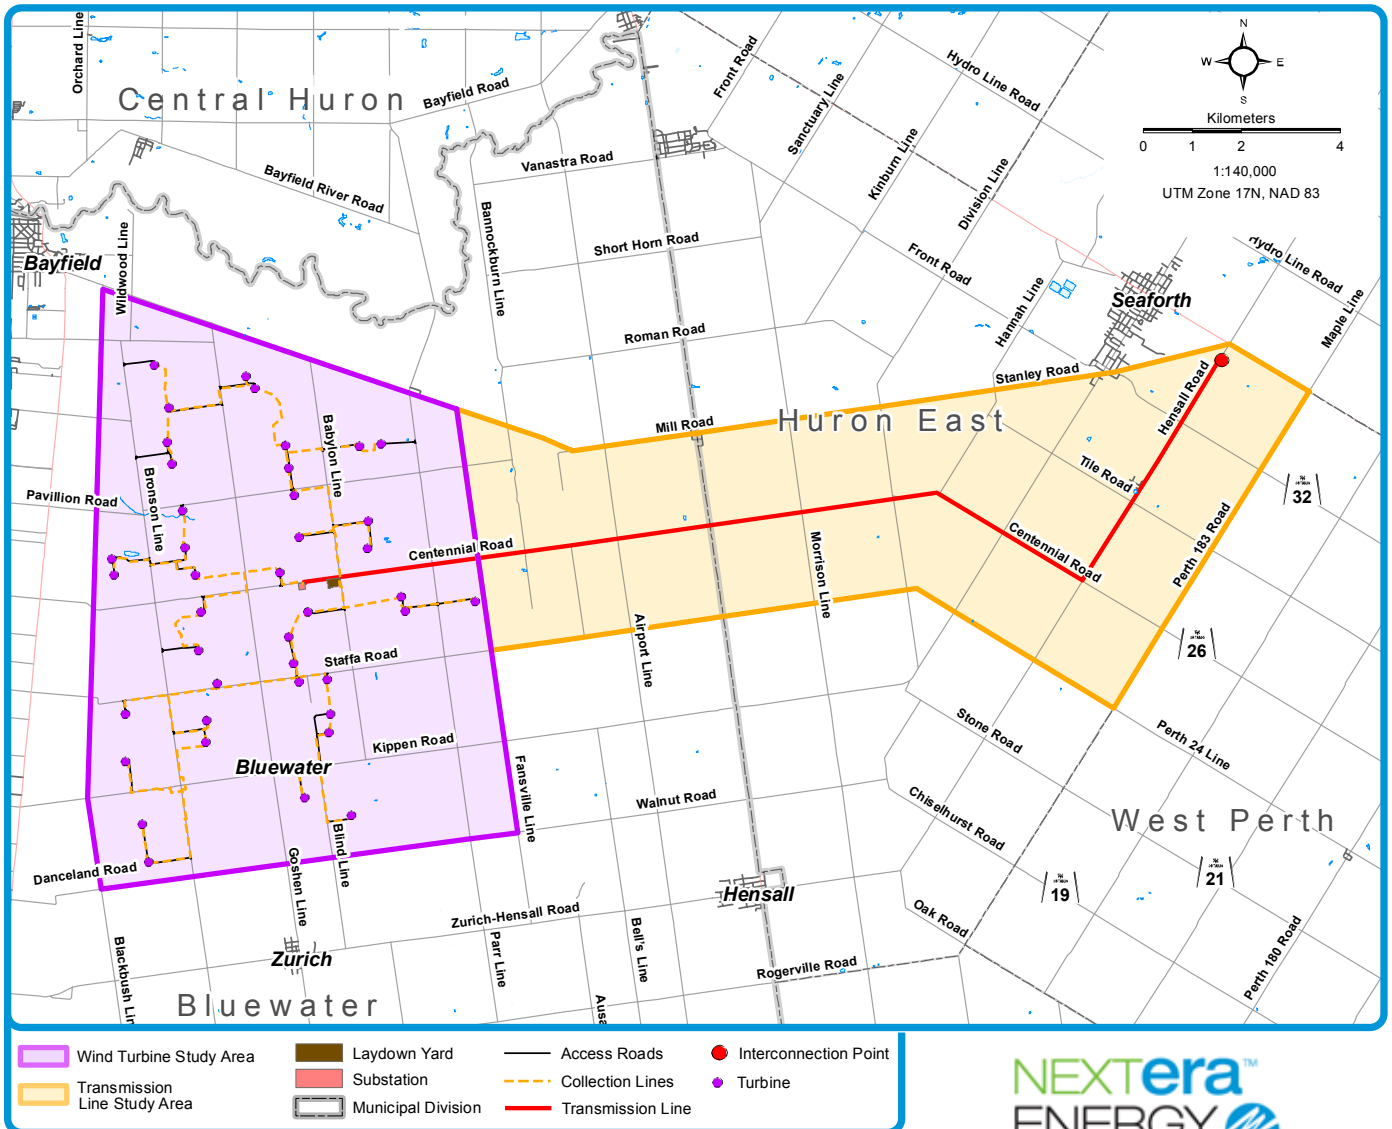 Orchard Line
Central Huron
Bayfield Road
Front Road
Sanctuary Line
Hydro Line Road
N
W
E
S
Kilometers
0 1 2 4
1:140,000
UTM Zone 17N, NAD 83
Vanastra Road
Kinburn Line
Division Line
Bayfield River Road
Bannockburn Line
Short Horn Road
Front Road
Hydro Line Road
Bayfield
Wildwood Line
Hannah Line
Seaforth
Maple Line
Roman Road
Stanley Road
Hensall Road
Mill Road
Huron East
Babylon Line
Bronson Line
Pavillion Road
Tile Road
32
Centennial Road
Centennial Road
Morrison Line
Perth 183 Road
Airport Line
26
Staffa Road
Stone Road
Perth 24 Line
Kippen Road
Bluewater
Fansville Line
Walnut Road
Chiselhurst Road
West Perth
Blind Line
Goshen Line
Danceland Road
21
19
Hensall
Zurich-Hensall Road
Oak Road
Bell's Line
Parr Line
Perth 180 Road
Blackbush Lin
Zurich
Rogerville Road
Ausa
Bluewater
Wind Turbine Study Area
Transmission
Line Study Area
Laydown Yard
Substation
Municipal Division
Access Roads
Collection Lines
Transmission Line
Interconnection Point
Turbine
NEXTera™
ENERGY